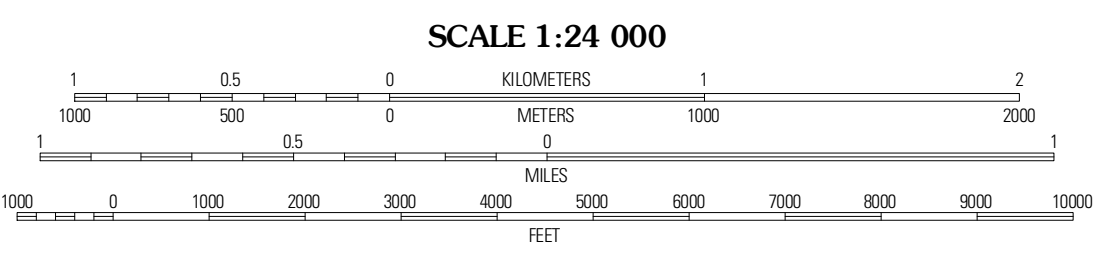 SCALE 1:24 000
1 0.5 0 KILOMETERS 1 2
1000 500 0 METERS 1000 2000
1 0.5 0 1
MILES
1000 0 1000 2000 3000 4000 5000 6000 7000 8000 9000 10000
FEET